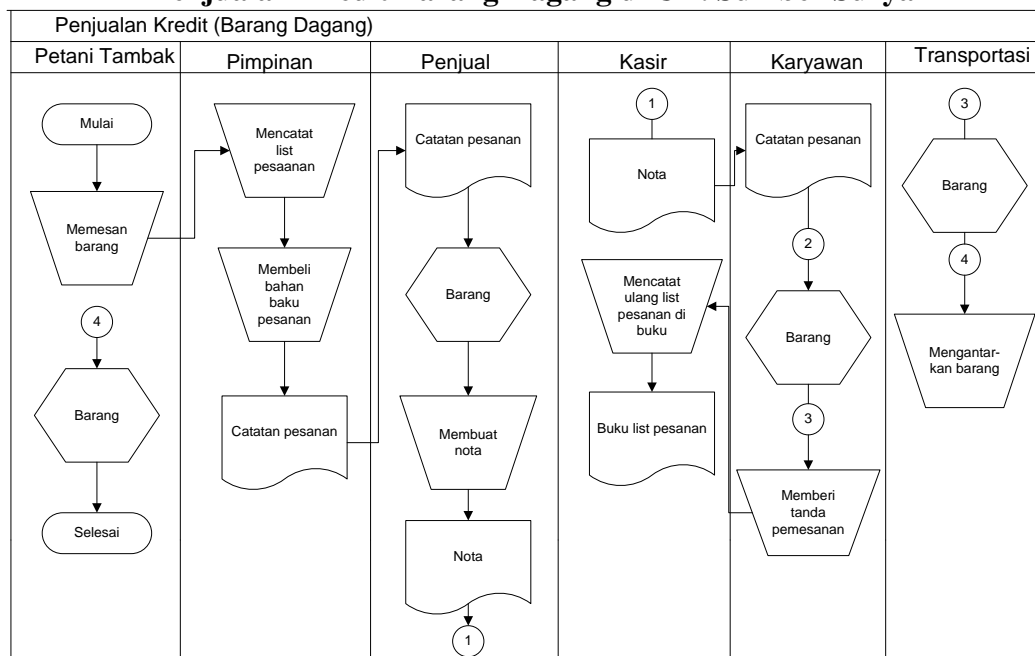 Penjualan Kredit (Barang Dagang)
Petani Tambak
Pimpinan
Penjual
Kasir
Karyawan
Transportasi
Mulai
Memesan
barang
4
Barang
Selesai
Mencatat
list
pesaanan
Membeli
bahan
baku
pesanan
Catatan pesanan
Catatan pesanan
Barang
Membuat
nota
Nota
1
1
Nota
Mencatat
ulang list
pesanan di
buku
Buku list pesanan
Catatan pesanan
2
Barang
3
Memberi
tanda
pemesanan
3
Barang
4
Mengantar-
kan barang